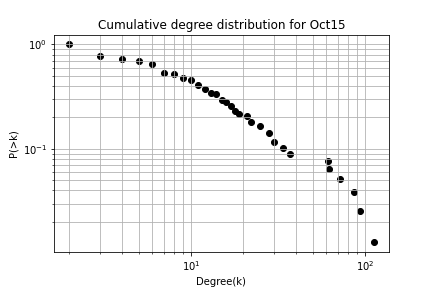 Cumulative degree distribution for Oct15
10⁰
10⁻¹
P(>k)
10¹
10²
Degree(k)